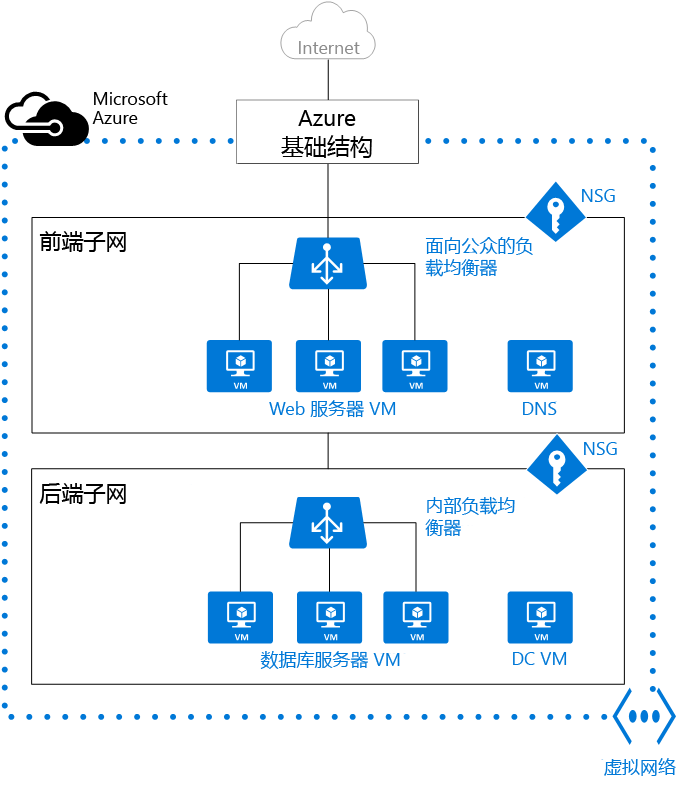 Internet
Microsoft
Azure
Azure
基础结构
NSG
前端子网
面向公众的负
载均衡器
VM
VM
VM
VM
Web 服务器 VM
DNS
NSG
后端子网
内部负载均
衡器
VM
VM
VM
VM
数据库服务器 VM
DC VM
虚拟网络